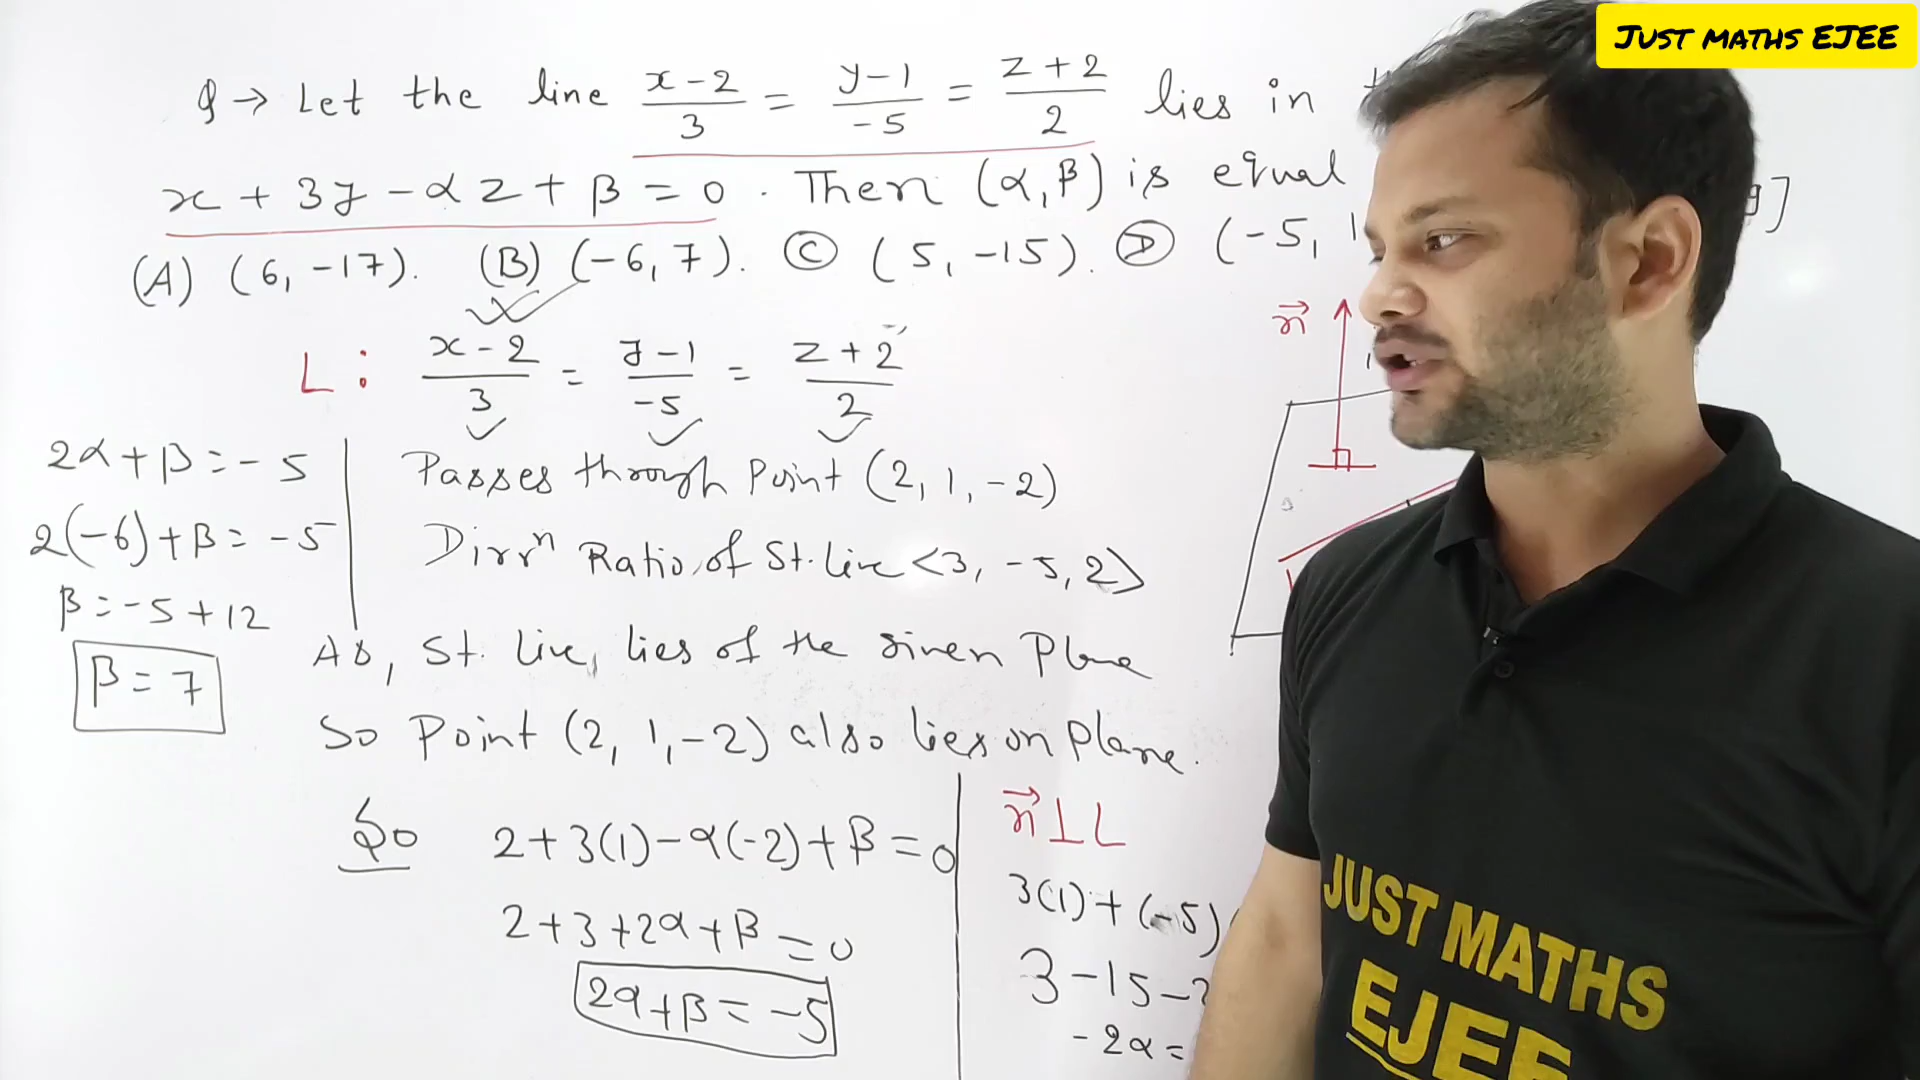 JUST MATHS EJEE
Q → Let the line (x-2)/3 = (y-1)/-5 = (z+2)/2 lies in
x + 3y - αz + β = 0. Then (α, β) is equal
(A) (6, -17). (B) (-6, 7). (C) (5, -15). (D) (-5, 1
L : (x-2)/3 = (y-1)/-5 = (z+2)/2
n⃗
2α + β = -5
2(-6) + β = -5
β = -5 + 12
β = 7
Passes through Point (2, 1, -2)
Dirrⁿ Ratio of St. Line <3, -5, 2>
As, St. Line, lies of the given Plane
So Point (2, 1, -2) also lies on Plane.
So 2 + 3(1) - α(-2) + β = 0
2 + 3 + 2α + β = 0
2α + β = -5
n⃗ ⊥ L
3(1) + (-5)
3 - 15 -
- 2α =
JUST MATHS
EJEE